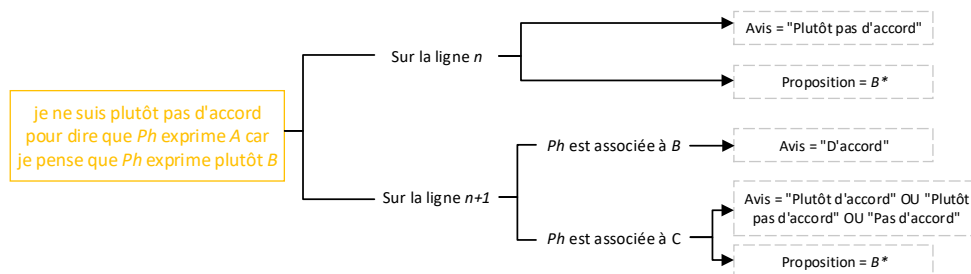 je ne suis plutôt pas d'accord
pour dire que Ph exprime A car
je pense que Ph exprime plutôt B
Sur la ligne n
Avis = "Plutôt pas d'accord"
Proposition = B*
Sur la ligne n+1
Ph est associée à B
Avis = "D'accord"
Ph est associée à C
Avis = "Plutôt d'accord" OU "Plutôt
pas d'accord" OU "Pas d'accord"
Proposition = B*